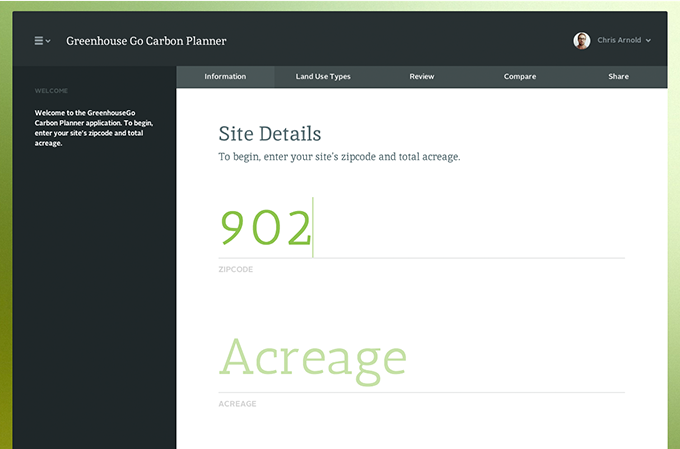 Greenhouse Go Carbon Planner
Chris Arnold
Information Land Use Types Review Compare Share
WELCOME
Welcome to the GreenhouseGo
Carbon Planner application. To begin,
enter your site's zipcode and total
acreage.
Site Details
To begin, enter your site's zipcode and total acreage.
902
ZIPCODE
Acreage
ACREAGE